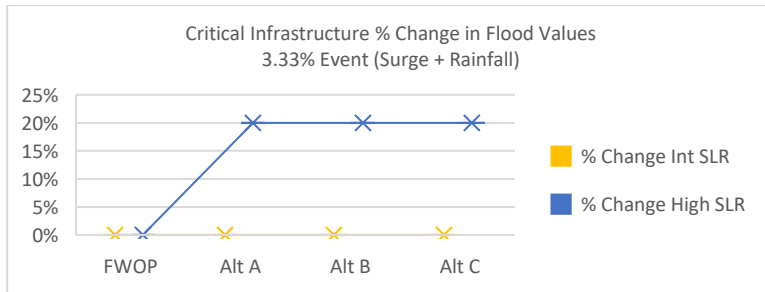 Critical Infrastructure % Change in Flood Values
3.33% Event (Surge + Rainfall)
25%
20%
15%
10%
5%
0%
FWOP Alt A Alt B Alt C
% Change Int SLR
% Change High SLR